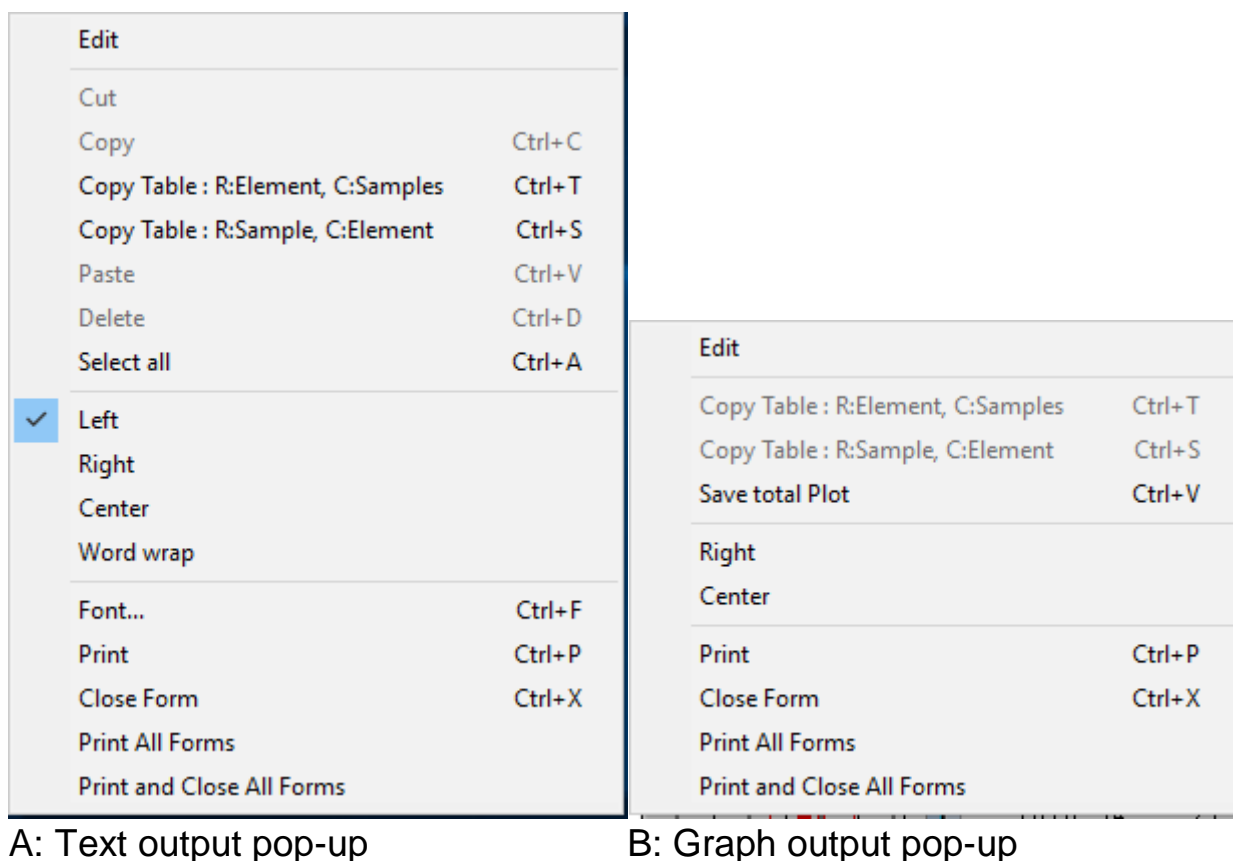 Edit
Cut
Copy Ctrl+C
Copy Table : R:Element, C:Samples Ctrl+T
Copy Table : R:Sample, C:Element Ctrl+S
Paste Ctrl+V
Delete Ctrl+D
Select all Ctrl+A
Left
Right
Center
Word wrap
Font... Ctrl+F
Print Ctrl+P
Close Form Ctrl+X
Print All Forms
Print and Close All Forms
A: Text output pop-up
Edit
Copy Table : R:Element, C:Samples Ctrl+T
Copy Table : R:Sample, C:Element Ctrl+S
Save total Plot Ctrl+V
Right
Center
Print Ctrl+P
Close Form Ctrl+X
Print All Forms
Print and Close All Forms
B: Graph output pop-up